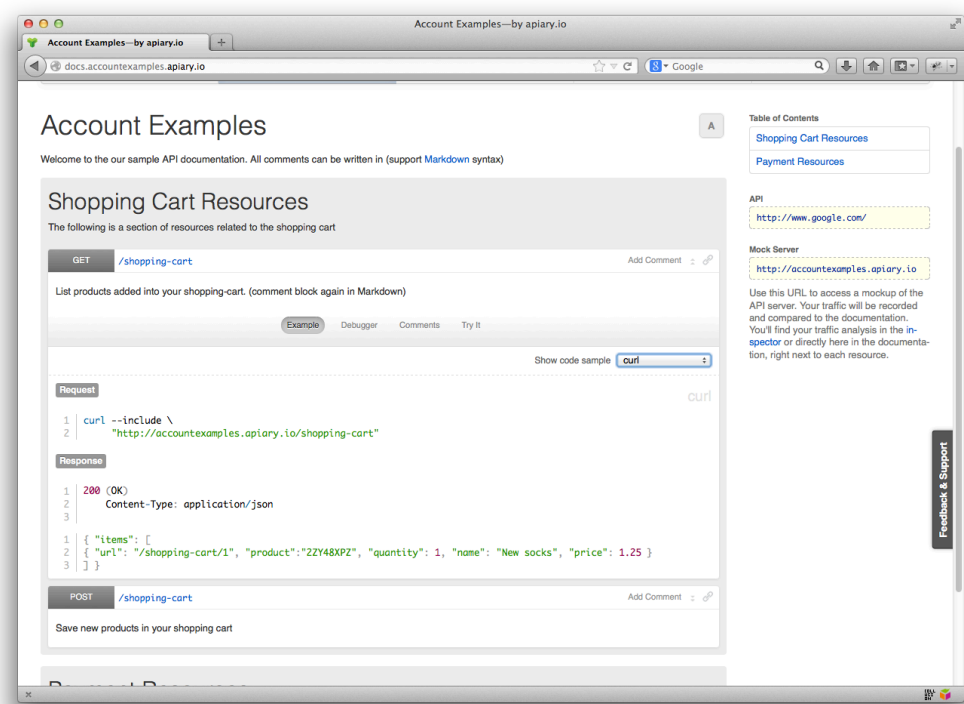 Account Examples—by apiary.io
Account Examples—by apiary.io
docs.accountexamples.apiary.io
Google
Account Examples
A
Welcome to the our sample API documentation. All comments can be written in (support Markdown syntax)
Shopping Cart Resources
The following is a section of resources related to the shopping cart
GET /shopping-cart Add Comment
List products added into your shopping-cart. (comment block again in Markdown)
Example Debugger Comments Try It
Show code sample curl
Request
curl
1 curl --include \
2 "http://accountexamples.apiary.io/shopping-cart"
Response
1 200 (OK)
2 Content-Type: application/json
3
1 { "items": [
2 { "url": "/shopping-cart/1", "product":"2ZY48XPZ", "quantity": 1, "name": "New socks", "price": 1.25 }
3 ] }
POST /shopping-cart Add Comment
Save new products in your shopping cart
Payment Resources
Table of Contents
Shopping Cart Resources
Payment Resources
API
http://www.google.com/
Mock Server
http://accountexamples.apiary.io
Use this URL to access a mockup of the
API server. Your traffic will be recorded
and compared to the documentation.
You'll find your traffic analysis in the in-
spector or directly here in the documenta-
tion, right next to each resource.
Feedback & Support